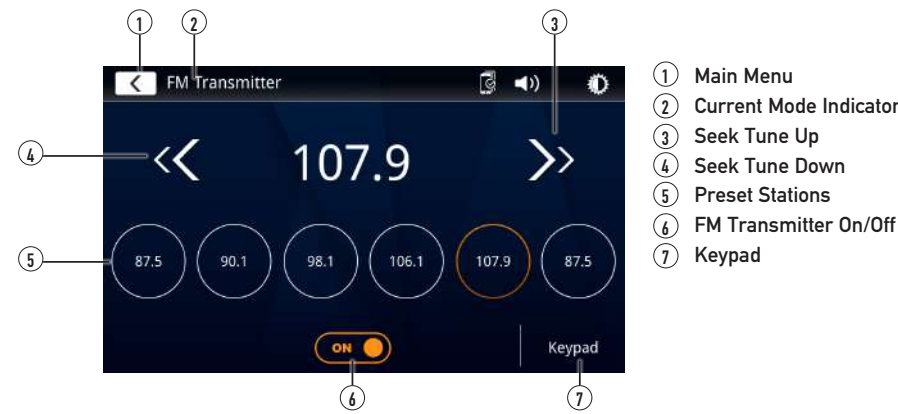 1 2 3
FM Transmitter
1 Main Menu
2 Current Mode Indicator
3 Seek Tune Up
4 Seek Tune Down
5 Preset Stations
6 FM Transmitter On/Off
7 Keypad
4 107.9
5 87.5 90.1 98.1 106.1 107.9 87.5
ON Keypad
6 7